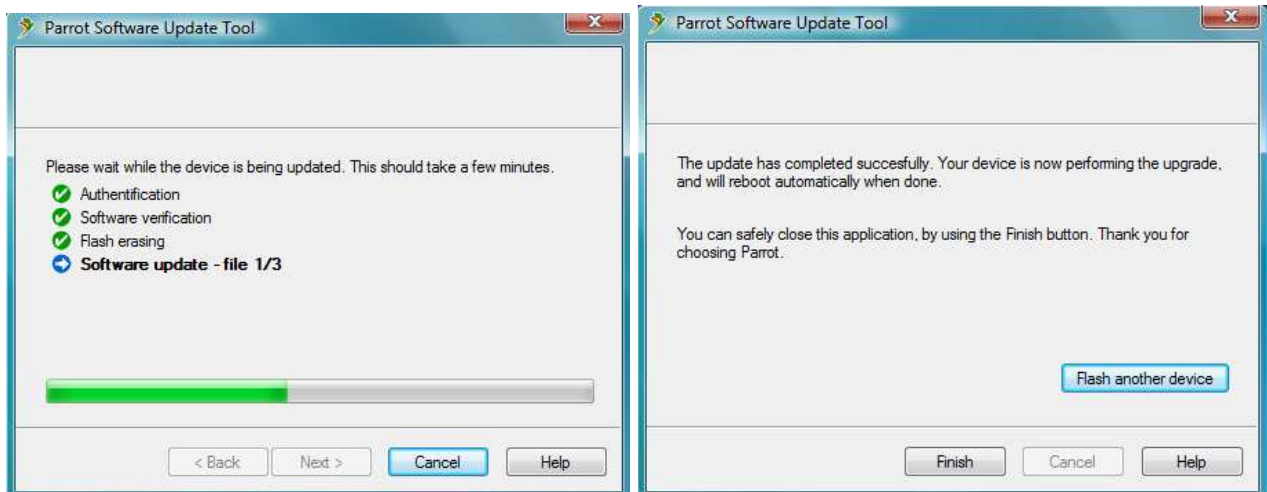 Parrot Software Update Tool
Please wait while the device is being updated. This should take a few minutes.
Authentification
Software verification
Flash erasing
Software update - file 1/3
< Back
Next >
Cancel
Help
Parrot Software Update Tool
The update has completed succesfully. Your device is now performing the upgrade,
and will reboot automatically when done.
You can safely close this application, by using the Finish button. Thank you for
choosing Parrot.
Flash another device
Finish
Cancel
Help